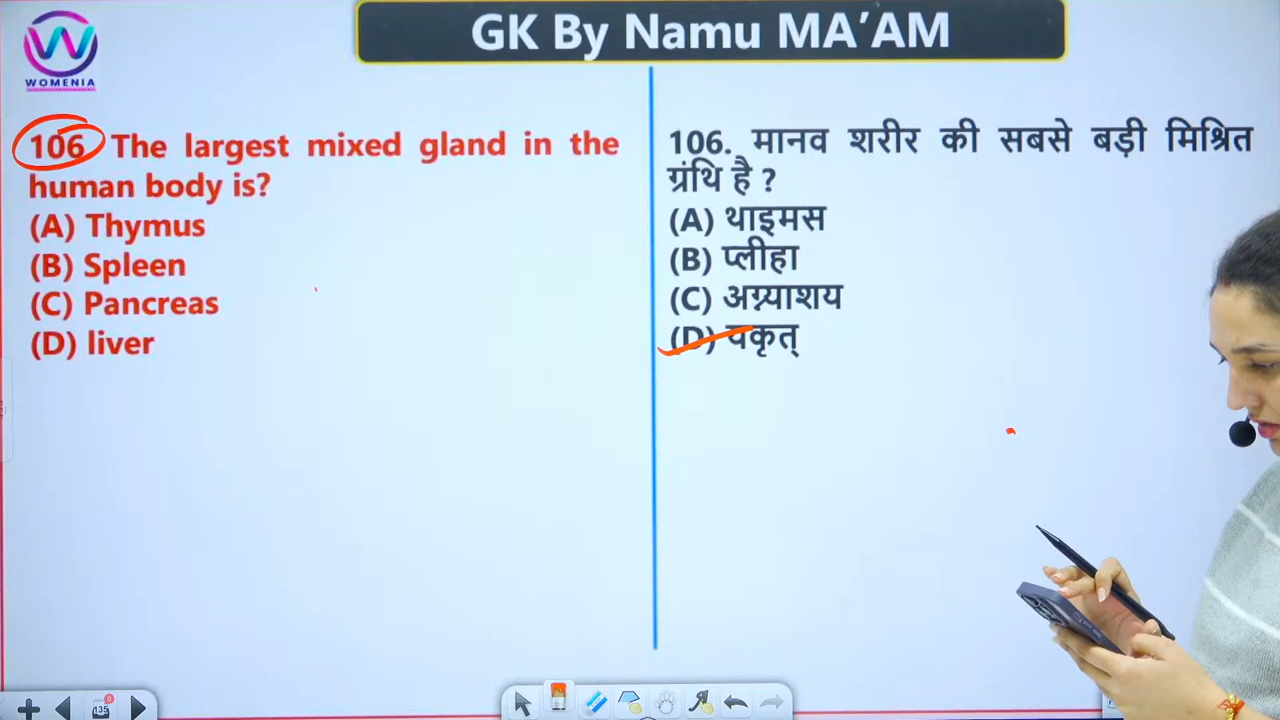 WOMENIA
GK By Namu MA'AM
106 The largest mixed gland in the
human body is?
(A) Thymus
(B) Spleen
(C) Pancreas
(D) liver
106. मानव शरीर की सबसे बड़ी मिश्रित
ग्रंथि है ?
(A) थाइमस
(B) प्लीहा
(C) अग्न्याशय
(D) यकृत्
135